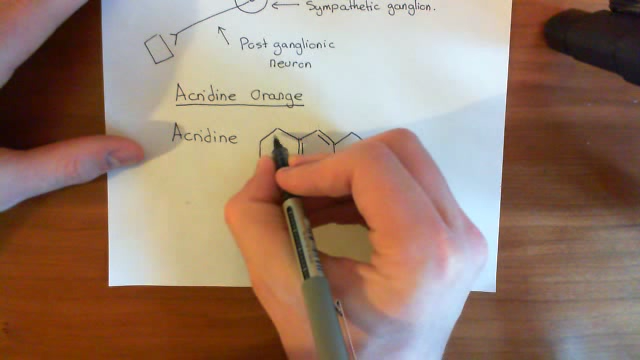 Sympathetic ganglion.
Post ganglionic
neuron
Acridine Orange
Acridine